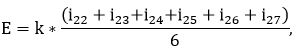 E = k * (i₂₂ + i₂₃+i₂₄+i₂₅ + i₂₆ + i₂₇) / 6,